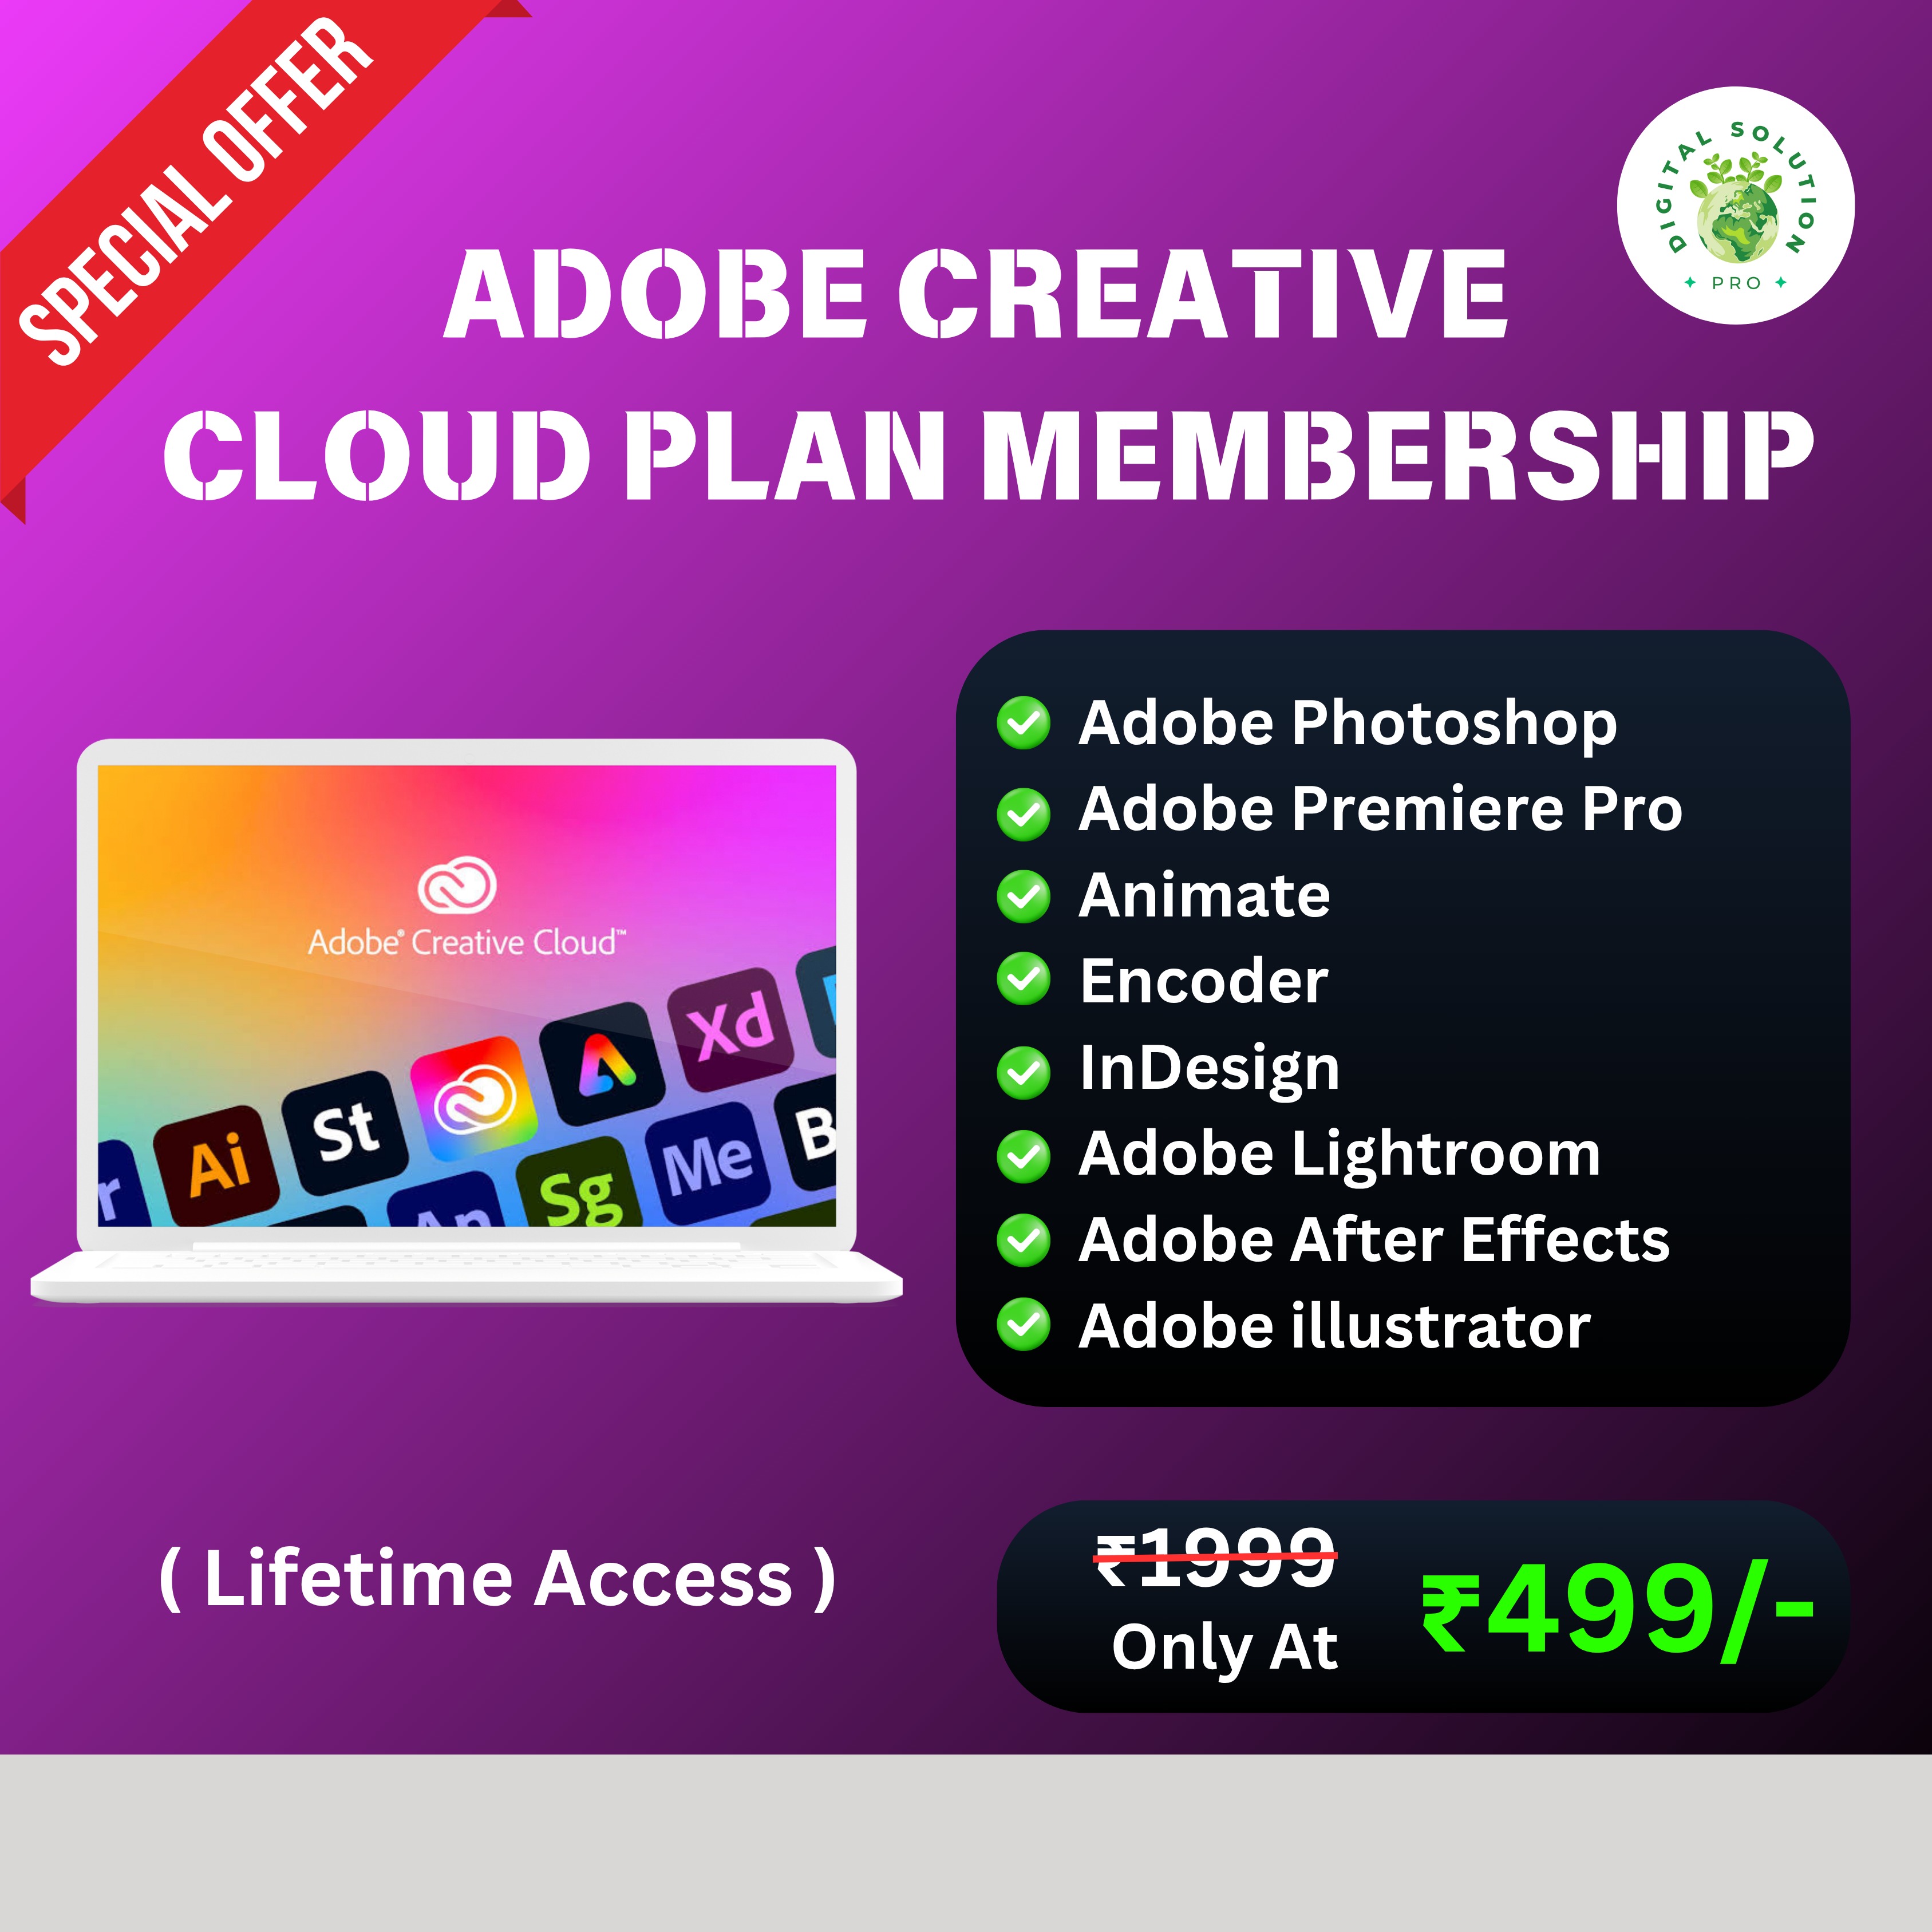 SPECIAL OFFER
DIGITAL SOLUTION
PRO
ADOBE CREATIVE
CLOUD PLAN MEMBERSHIP
Adobe Photoshop
Adobe Premiere Pro
Animate
Encoder
InDesign
Adobe Lightroom
Adobe After Effects
Adobe illustrator
Adobe® Creative Cloud™
Xd
St
Ai
r
B
Me
Sg
An
( Lifetime Access )
₹1999
Only At
₹499/-